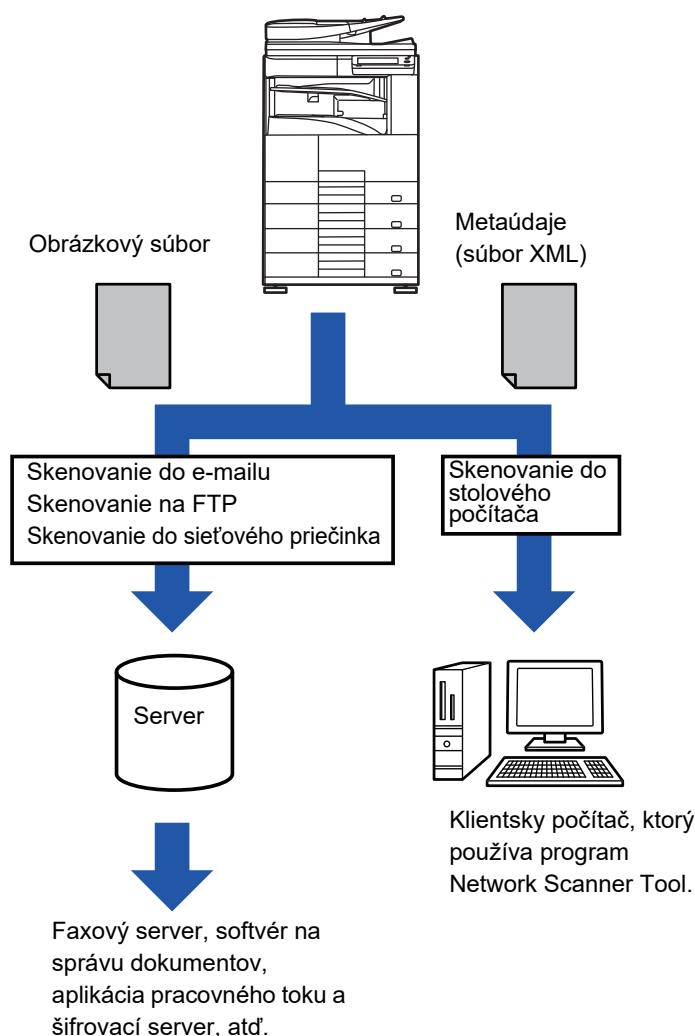 Obrázkový súbor
Metaúdaje
(súbor XML)
Skenovanie do e-mailu
Skenovanie na FTP
Skenovanie do sieťového priečinka
Skenovanie do
stolového
počítača
Server
Klientsky počítač, ktorý
používa program
Network Scanner Tool.
Faxový server, softvér na
správu dokumentov,
aplikácia pracovného toku a
šifrovací server, atď.